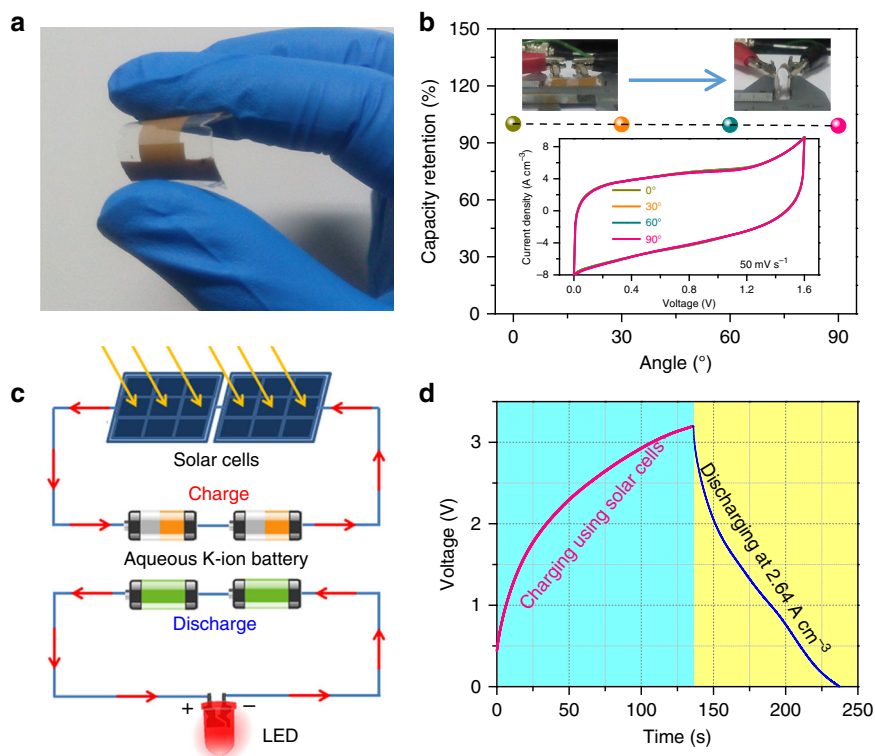 a
b
Capacity retention (%)
150
120
90
60
30
0
0
30
60
90
Angle (°)
Current density (A cm⁻³)
8
4
0
−4
−8
0°
30°
60°
90°
50 mV s⁻¹
0.0
0.4
0.8
1.2
1.6
Voltage (V)
c
Solar cells
Charge
Aqueous K-ion battery
Discharge
+
−
LED
d
Voltage (V)
3
2
1
0
Charging using solar cells
Discharging at 2.64 A cm⁻³
0
50
100
150
200
250
Time (s)